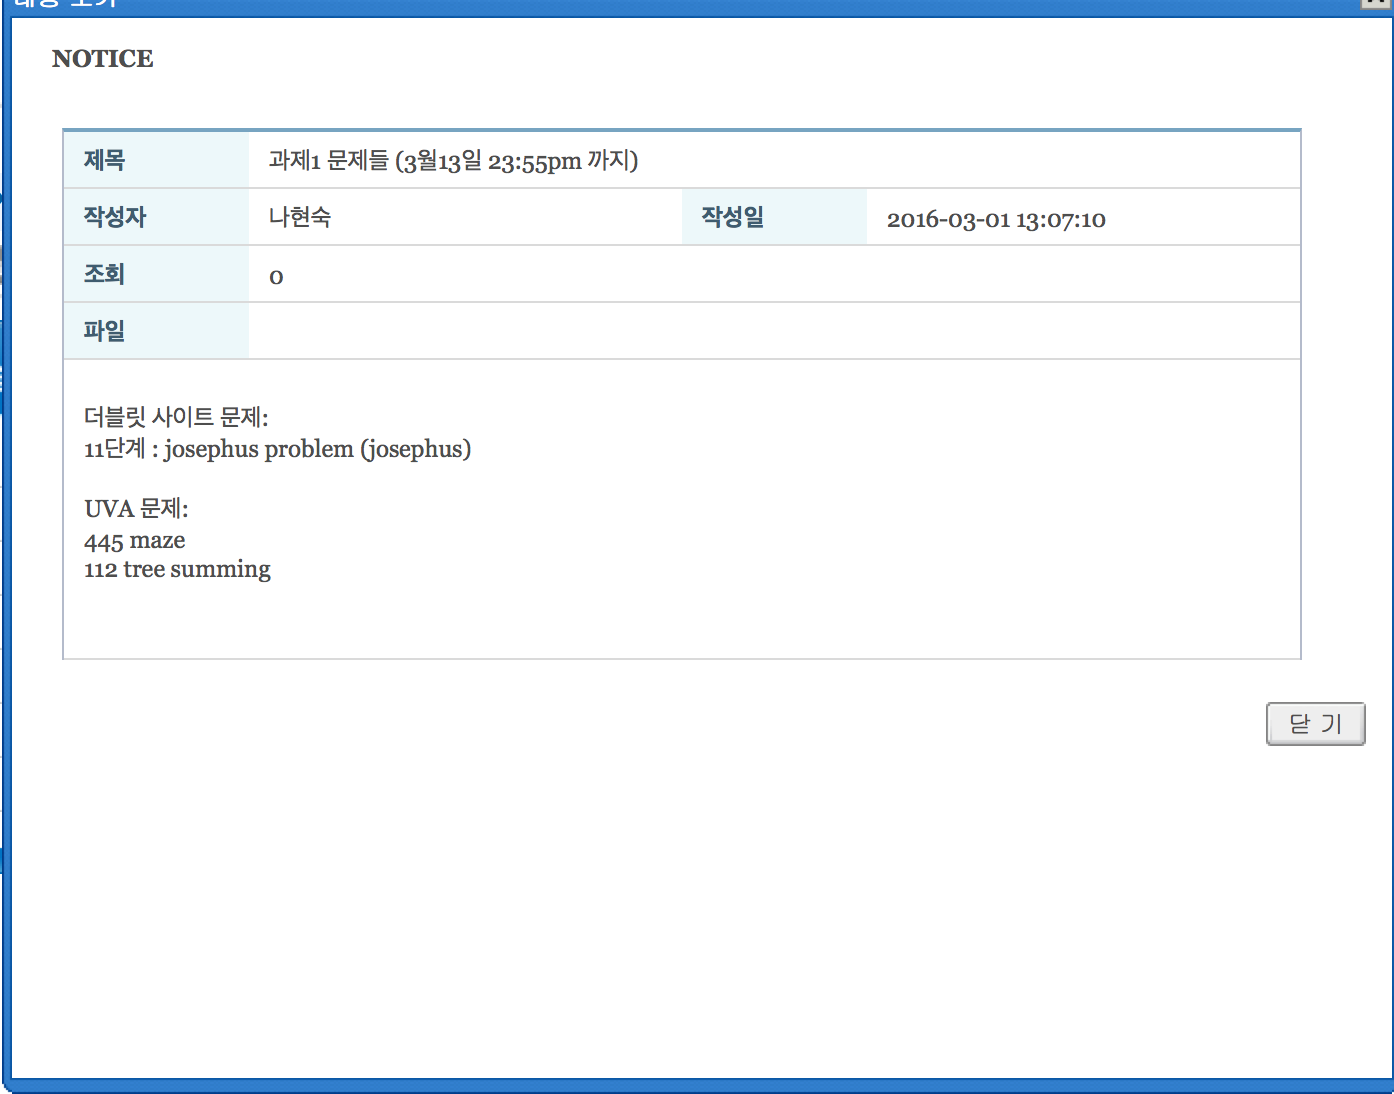 NOTICE
제목 과제1 문제들 (3월13일 23:55pm 까지)
작성자 나현숙 작성일 2016-03-01 13:07:10
조회 0
파일
더블릿 사이트 문제:
11단계 : josephus problem (josephus)
UVA 문제:
445 maze
112 tree summing
닫 기